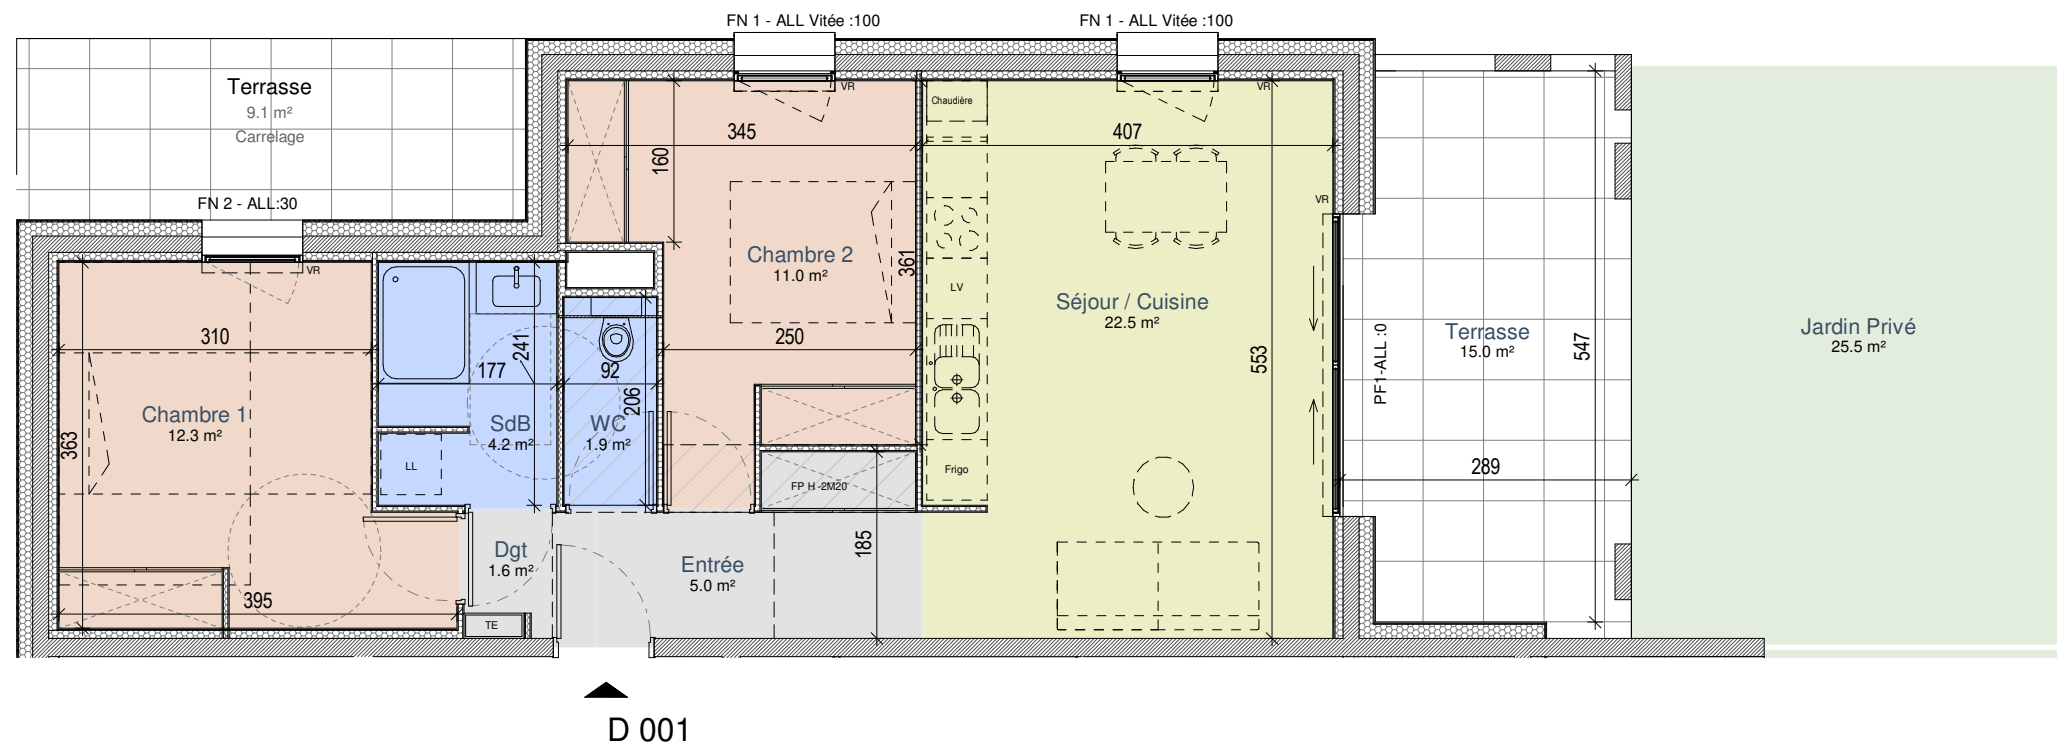 FN 1 - ALL Vitée :100
FN 1 - ALL Vitée :100
Terrasse
9.1 m²
Carrelage
VR
VR
Chaudière
345
407
160
VR
FN 2 - ALL:30
Chambre 2
11.0 m²
361
VR
LV
Séjour / Cuisine
22.5 m²
310
241
177
92
206
250
553
PF1-ALL :0
Terrasse
15.0 m²
547
Jardin Privé
25.5 m²
Chambre 1
12.3 m²
363
SdB
4.2 m²
WC
1.9 m²
LL
FP H -2M20
Frigo
289
Dgt
1.6 m²
Entrée
5.0 m²
185
395
TE
D 001